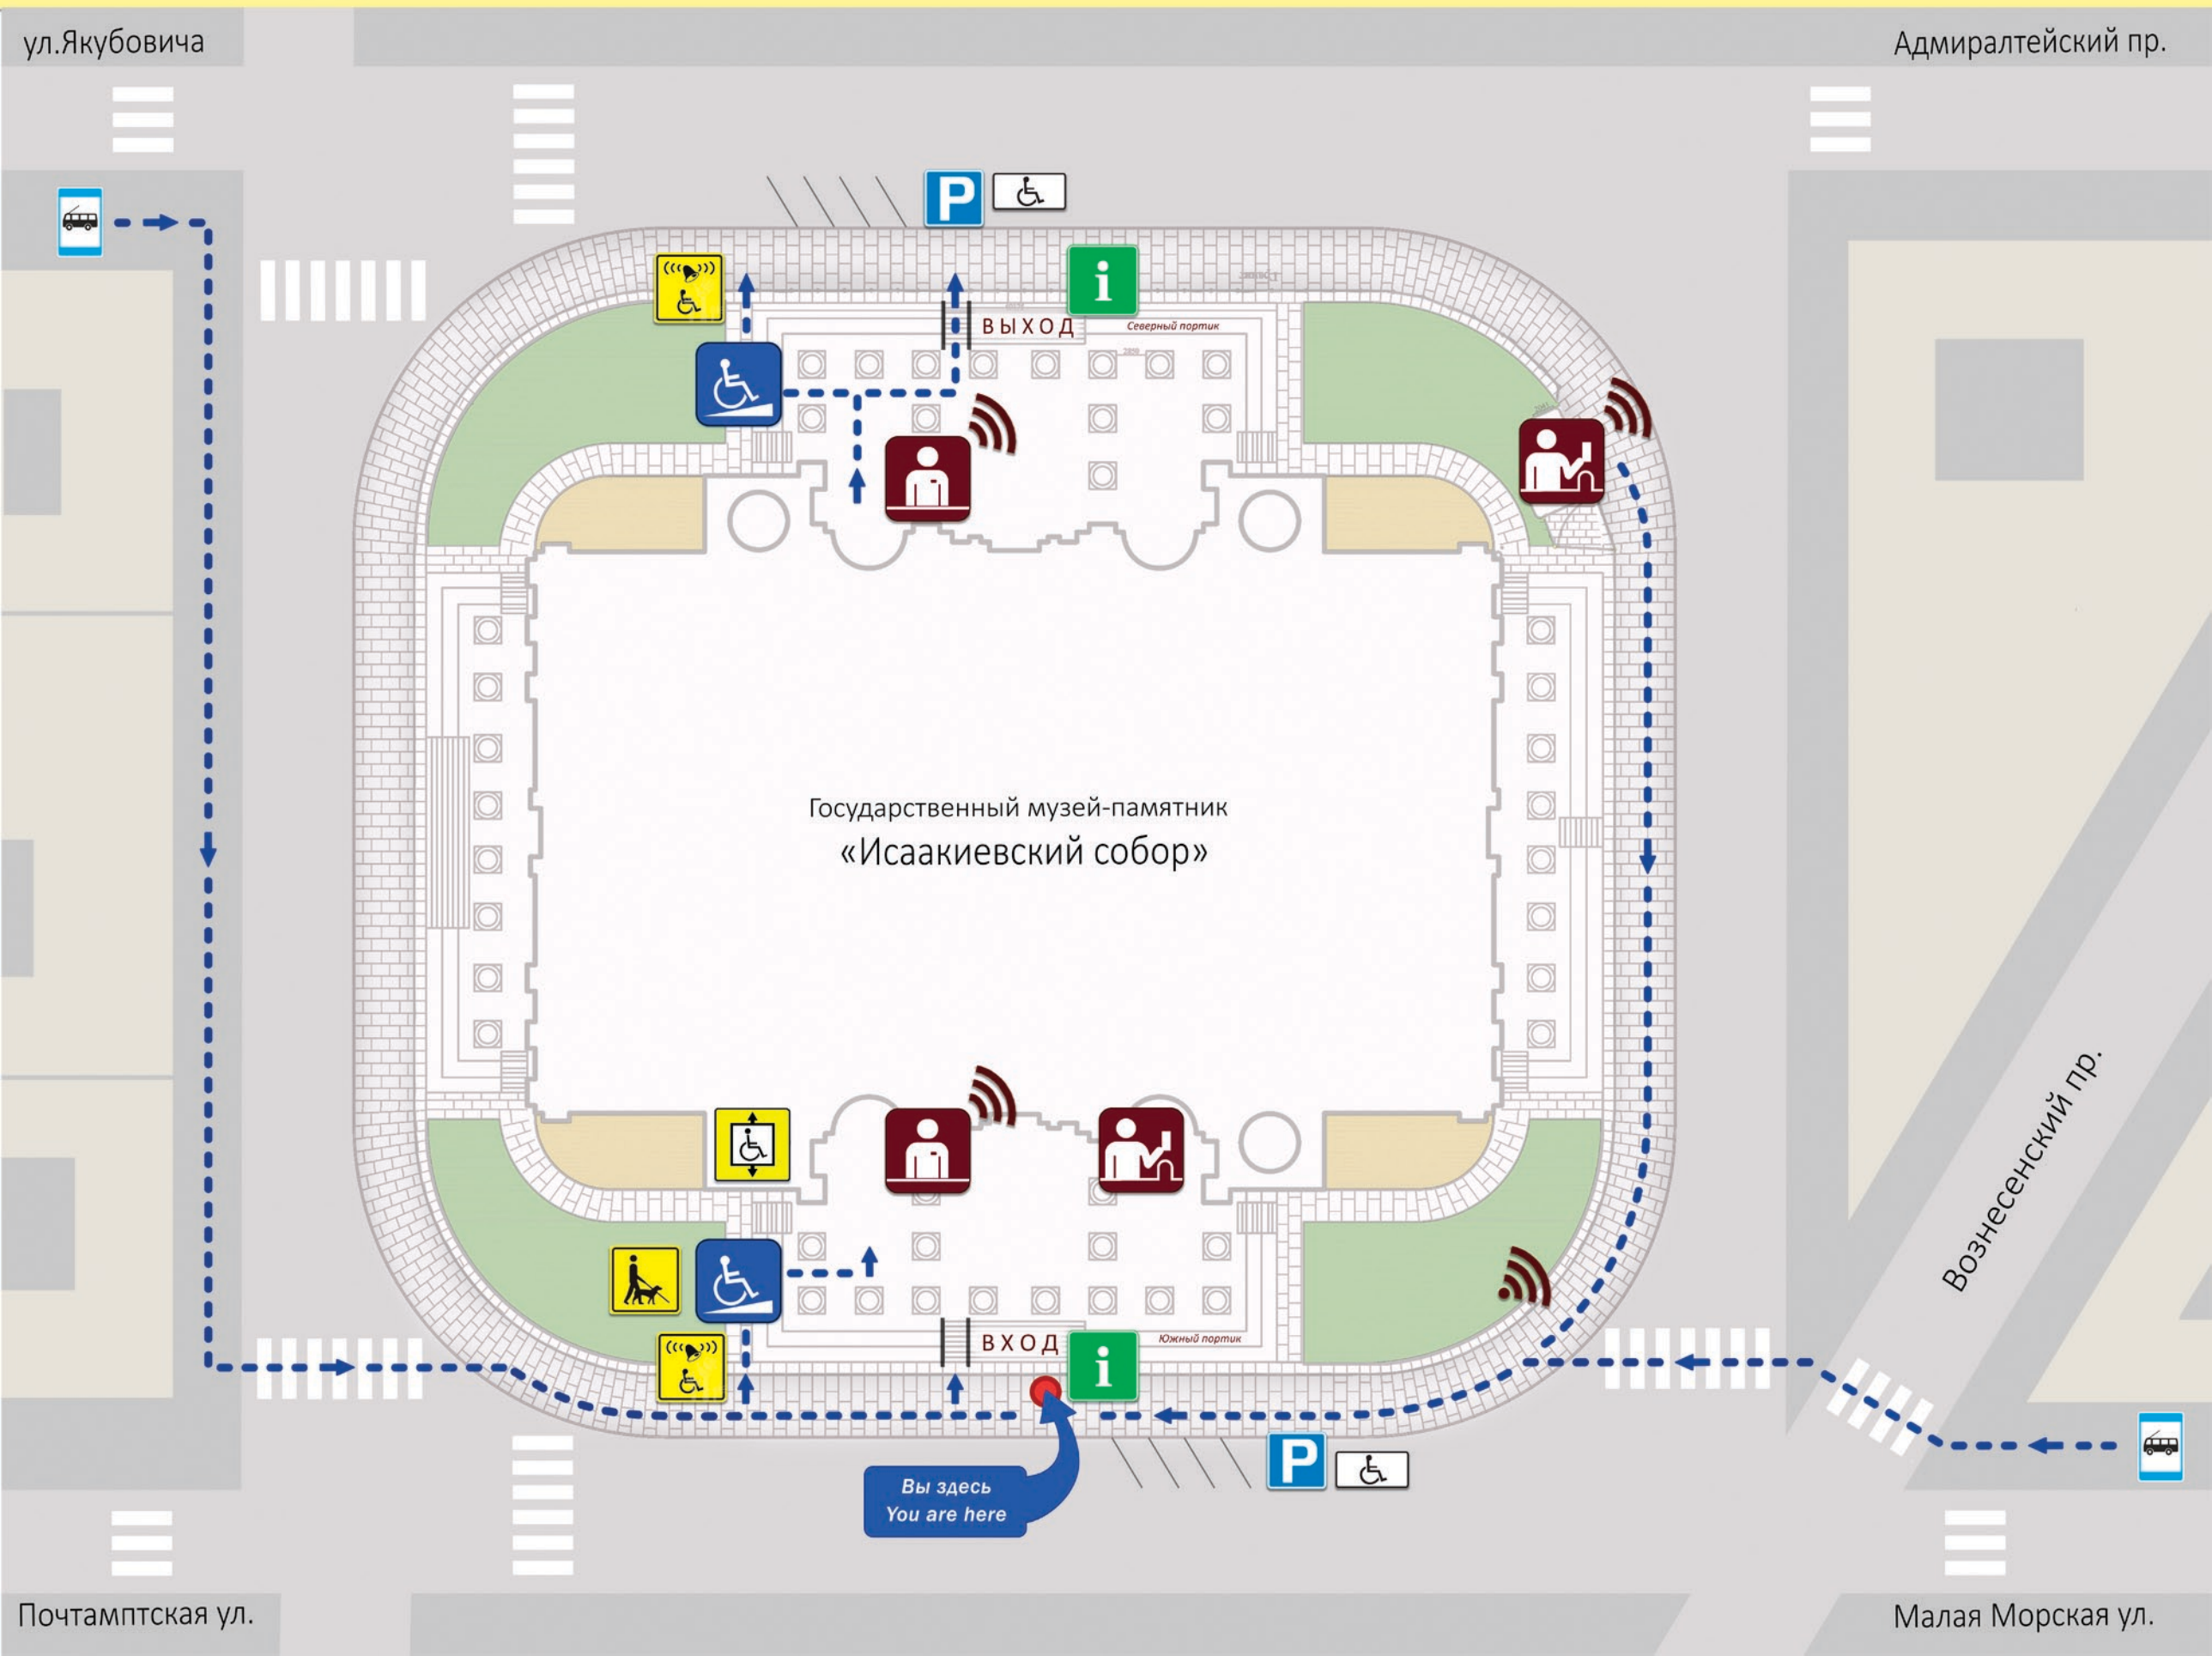 ул.Якубовича
Адмиралтейский пр.
P
i
ВЫХОД
Северный портик
Государственный музей-памятник
«Исаакиевский собор»
Вознесенский пр.
ВХОД
i
Южный портик
P
Вы здесь
You are here
Почтамптская ул.
Малая Морская ул.